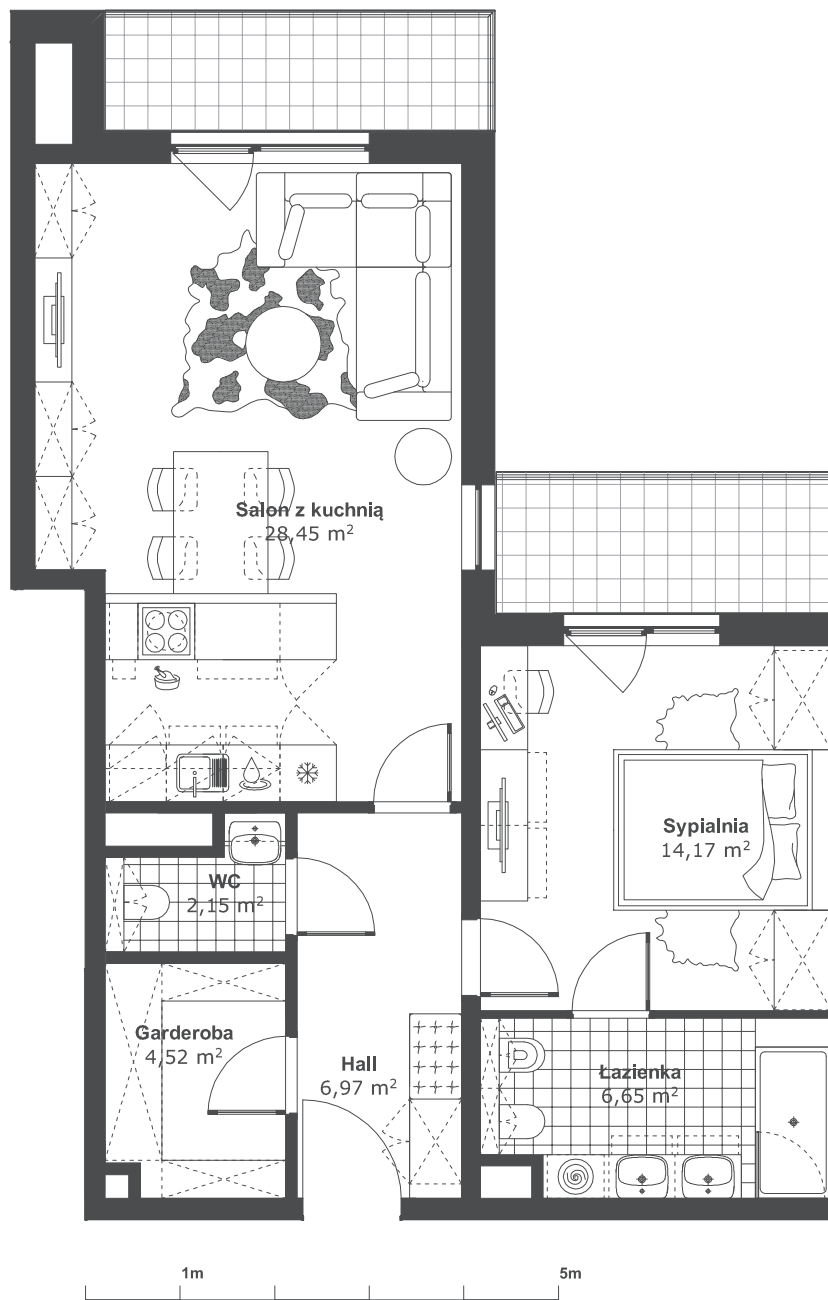 Salon z kuchnią
28,45 m²
Sypialnia
14,17 m²
WC
2,15 m²
Garderoba
4,52 m²
Hall
6,97 m²
Łazienka
6,65 m²
1m
5m